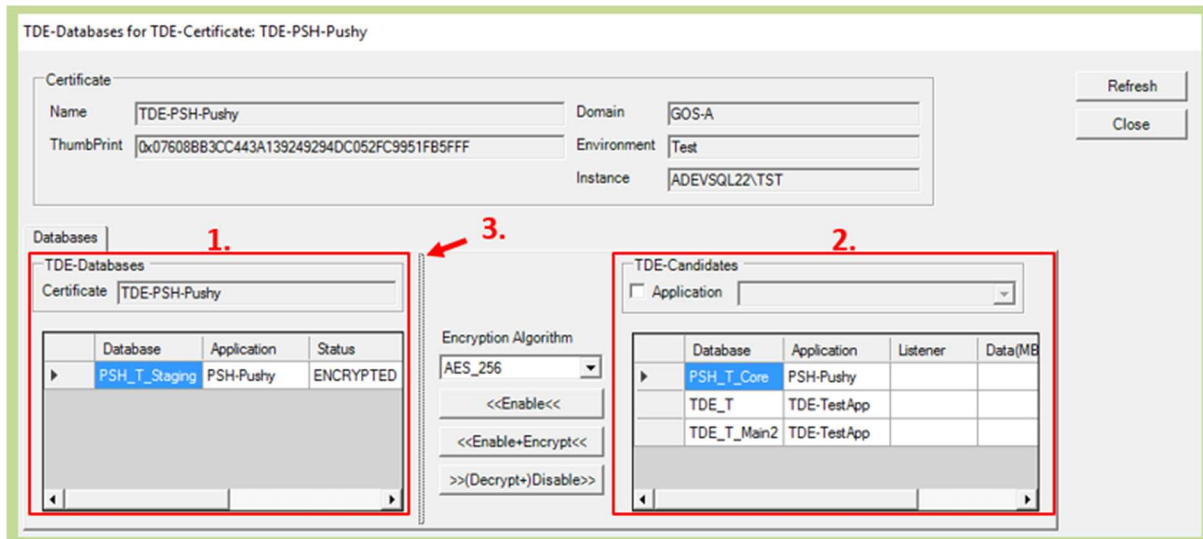 TDE-Databases for TDE-Certificate: TDE-PSH-Pushy
Certificate
Name TDE-PSH-Pushy Domain GOS-A
ThumbPrint 0x07608BB3CC443A139249294DC052FC9951FB5FFF Environment Test
Instance ADEVSQL22\TST
Refresh
Close
Databases
1.
3.
2.
TDE-Databases
Certificate TDE-PSH-Pushy
Database Application Status
PSH_T_Staging PSH-Pushy ENCRYPTED
Encryption Algorithm
AES_256
<<Enable<<
<<Enable+Encrypt<<
>>(Decrypt+)Disable>>
TDE-Candidates
Application
Database Application Listener Data(MB
PSH_T_Core PSH-Pushy
TDE_T TDE-TestApp
TDE_T_Main2 TDE-TestApp